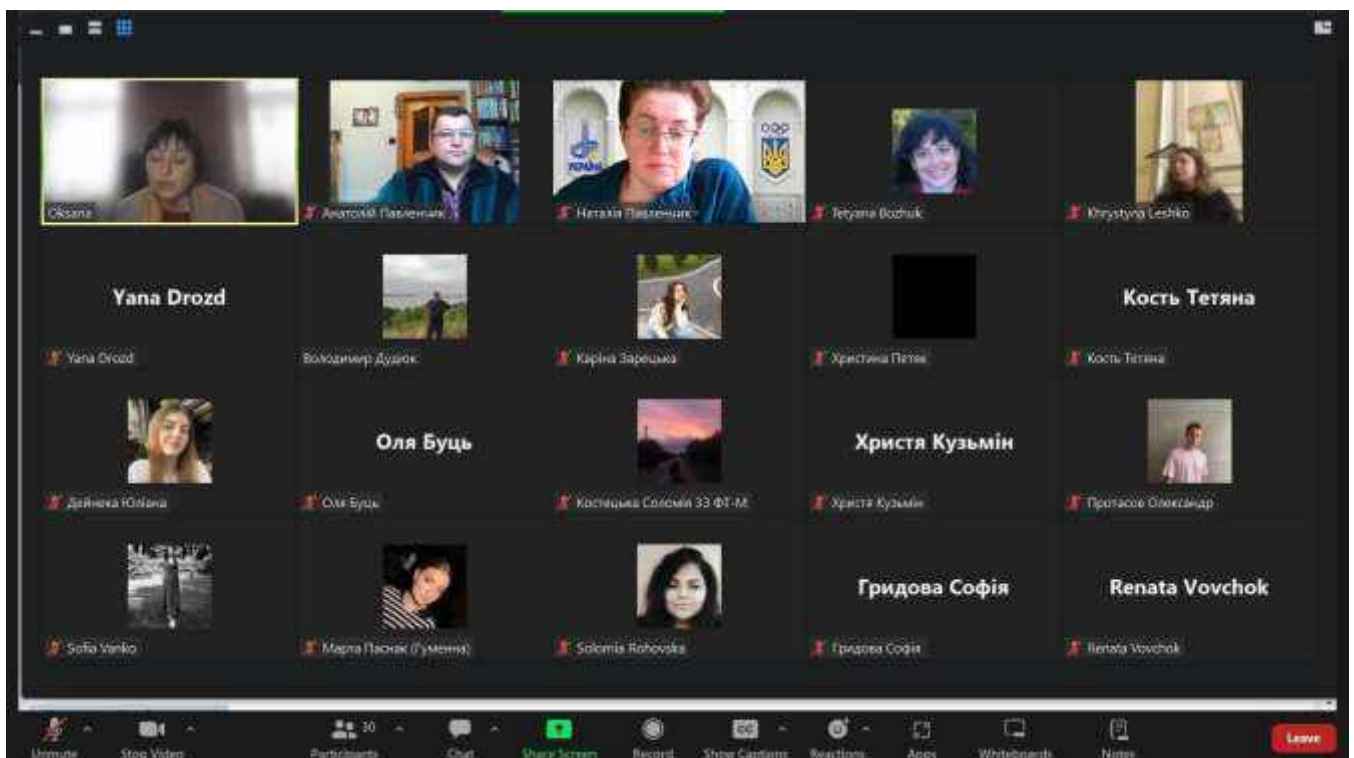 Oksana
Анатолій Павленчик
Наталія Павленчик
Tetyana Bozhuk
Khrystyna Leshko
УКРАЇНИ
Yana Drozd
Кость Тетяна
Yana Drozd
Володимир Дудюк
Каріна Зарецька
Христина Петек
Кость Тетяна
Оля Буць
Христя Кузьмін
Дейнека Юліана
Оля Буць
Костецька Соломія 33 ФТ-М
Христя Кузьмін
Протасов Олександр
Гридова Софія
Renata Vovchok
Sofia Vanko
Марта Паснак (Гуменна)
Solomia Rohovska
Гридова Софія
Renata Vovchok
Unmute
Stop Video
Participants
30
Chat
Share Screen
Record
CC
Show Captions
Reactions
Apps
Whiteboards
Notes
Leave